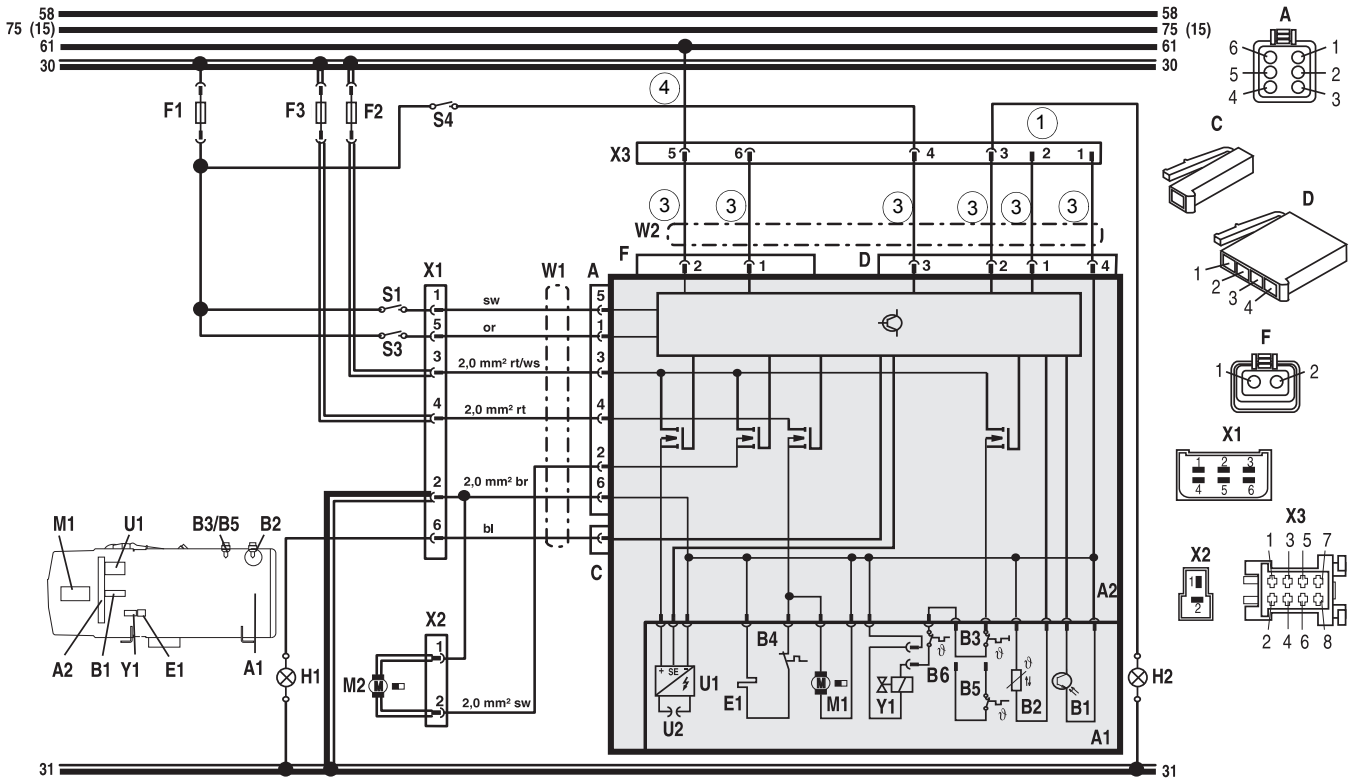 58 58
75 (15) 75 (15)
61 61
30 30
A
6 1
5 2
4 3
F1 F3 F2 S4 4 1
C
X3 5 6 4 3 2 1
3 3 3 3 3
W2
D
F 2 1 D 3 2 1 4
1
2
3
4
X1 W1 A
S1 1 sw 5
5 or 1
S3
3 2,0 mm² rt/ws 3
4 2,0 mm² rt 4
2
2 2,0 mm² br 6
6 bl
C
F
1 2
X1
1 2 3
4 5 6
X3
1 3 5 7
2 4 6 8
X2
1
2
M1 U1 B3/B5 B2
A2 B1 Y1 E1 A1
H1
X2
1
M2 M
2 2,0 mm² sw
A2
+ SE -
U1
U2
E1
B4
M
M1
Y1
B6
ϑ
B3
ϑ
B5
ϑ
ϑ
B2
B1
A1
H2
31 31